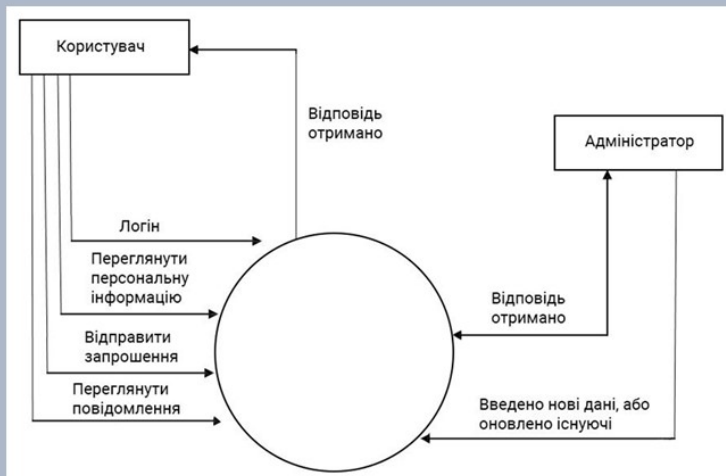 Користувач
Відповідь
отримано
Адміністратор
Логін
Переглянути
персональну
інформацію
Відповідь
отримано
Відправити
запрошення
Переглянути
повідомлення
Введено нові дані, або
оновлено існуючі